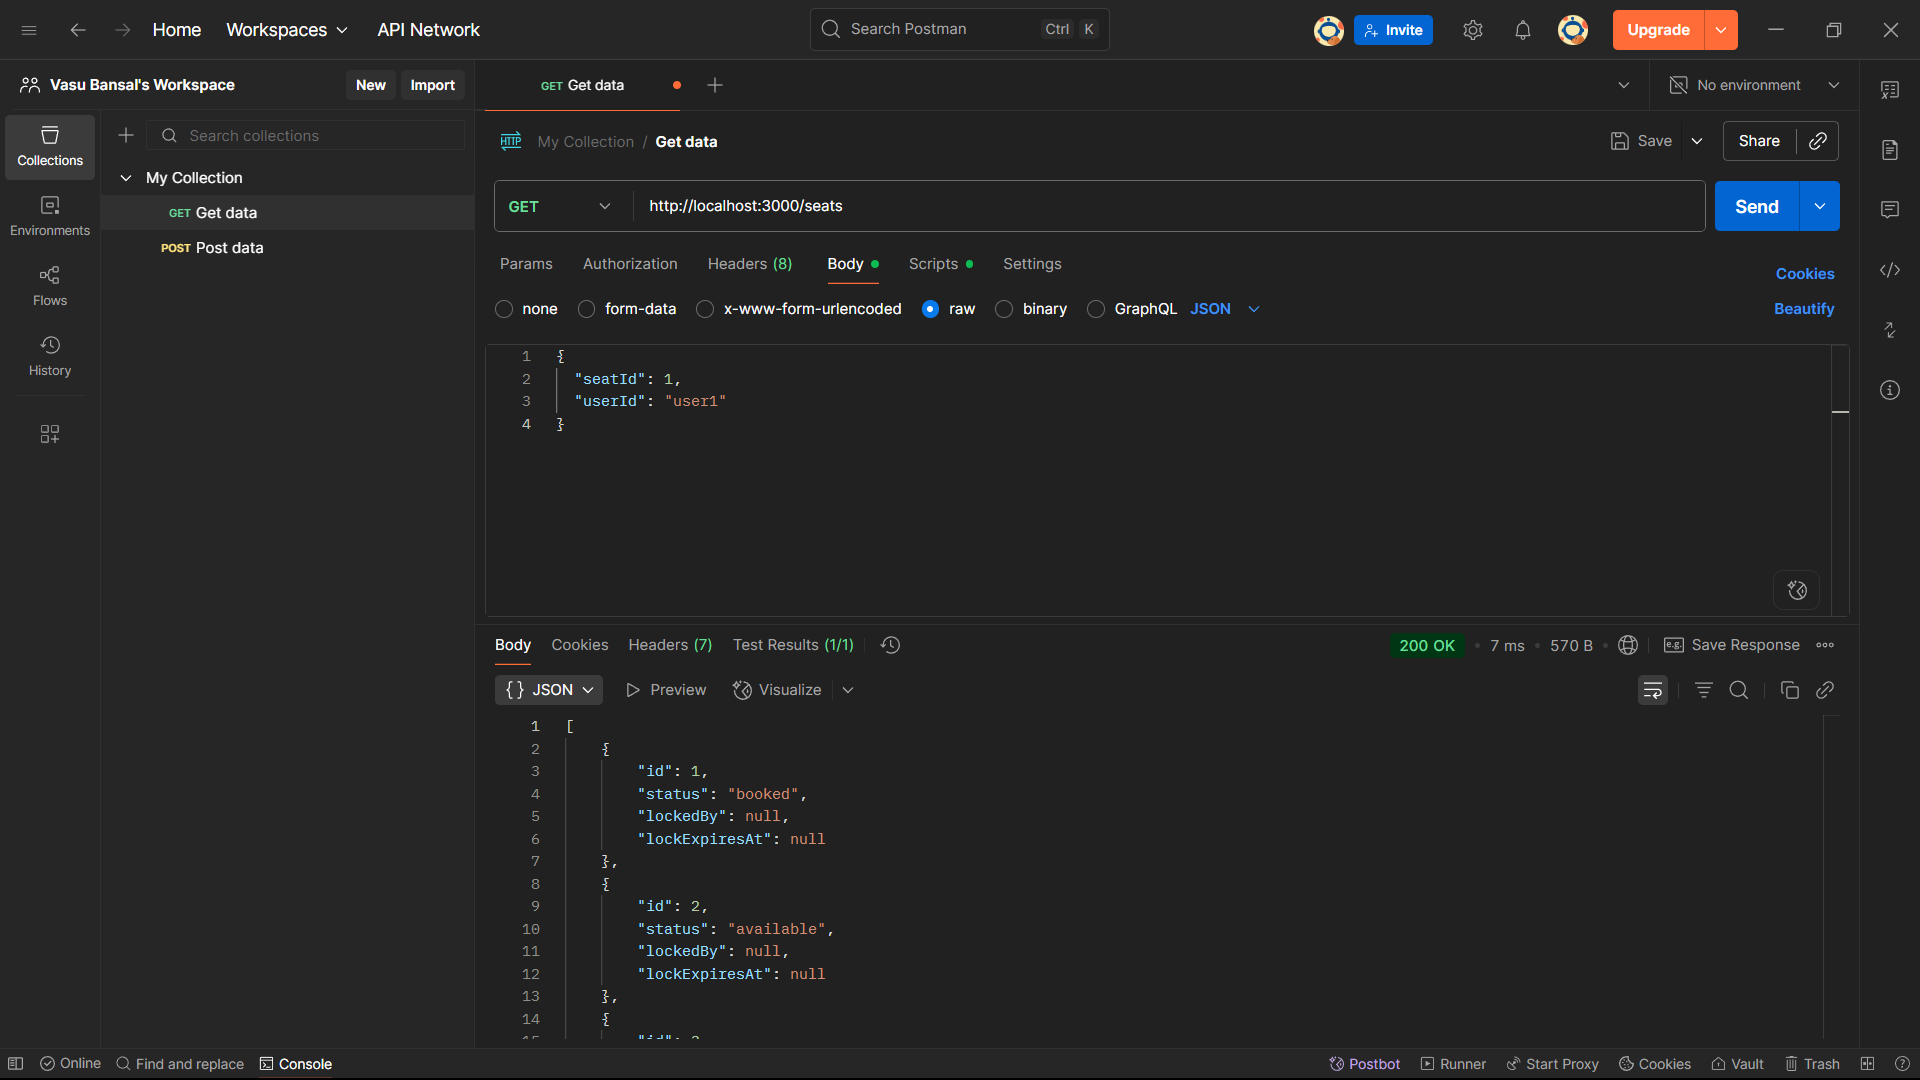 Home Workspaces API Network Search Postman Ctrl K Invite Upgrade
Vasu Bansal's Workspace New Import GET Get data No environment
Collections
Search collections
My Collection / Get data Save Share
My Collection
GET Get data
POST Post data
Environments
Flows
History
GET http://localhost:3000/seats Send
Params Authorization Headers (8) Body Scripts Settings Cookies
none form-data x-www-form-urlencoded raw binary GraphQL JSON Beautify
1 {
2 "seatId": 1,
3 "userId": "user1"
4 }
Body Cookies Headers (7) Test Results (1/1) 200 OK • 7 ms • 570 B • e.g. Save Response
{} JSON Preview Visualize
1 [
2 {
3 "id": 1,
4 "status": "booked",
5 "lockedBy": null,
6 "lockExpiresAt": null
7 },
8 {
9 "id": 2,
10 "status": "available",
11 "lockedBy": null,
12 "lockExpiresAt": null
13 },
14 {
Online Find and replace Console Postbot Runner Start Proxy Cookies Vault Trash